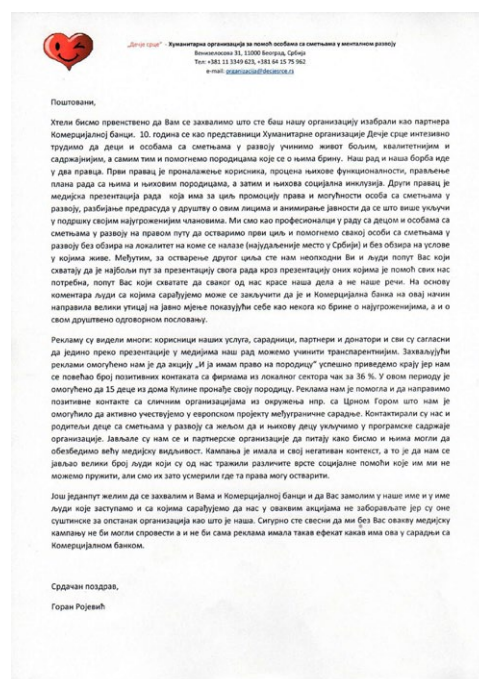 „Дечје срце“ - Хуманитарна организација за помоћ особама са сметњама у менталном развоју
Венизелосова 31, 11000 Београд, Србија
Тел: +381 11 3349 623, +381 64 15 75 962
e-mail: organizacija@decjesrce.rs
Поштовани,
Хтели бисмо првенствено да Вам се захвалимо што сте баш нашу организацију изабрали као партнера
Комерцијалној банци. 10. година се као представници Хуманитарне организације Дечје срце интезивно
трудимо да деци и особама са сметњама у развоју учинимо живот бољим, квалитетнијим и
садржајнијим, а самим тим и помогнемо породицама које се о њима брину. Наш рад и наша борба иде
у два правца. Први правац је проналажење корисника, процена њихове функционалности, прављење
плана рада са њима и њиховим породицама, а затим и њихова социјална инклузија. Други правац је
медијска презентација рада која има за циљ промоцију права и могућности особа са сметњама у
развоју, разбијање предрасуда у друштву о овим лицима и анимирање јавности да се што више укључи
у подршку својим најугроженијим члановима. Ми смо као професионалци у раду са децом и особама са
сметњама у развоју на правом путу да остваримо први циљ и помогнемо свакој особи са сметњама у
развоју без обзира на локалитет на коме се налазе (најудаљеније место у Србији) и без обзира на услове
у којима живе. Међутим, за остварење другог циља сте нам неопходни Ви и људи попут Вас који
схватају да је најбољи пут за презентацију свога рада кроз презентацију оних којима је помоћ свих нас
потребна, попут Вас који схватате да сваког од нас красе наша дела а не наше речи. На основу
коментара људи са којима сарађујемо може се закључити да је и Комерцијална банка на овај начин
направила велики утицај на јавно мјење показујући себе као некога ко брине о најугроженијима, а и о
свом друштвено одговорном пословању.
Рекламу су видели многи: корисници наших услуга, сарадници, партнери и донатори и сви су сагласни
да једино преко презентације у медијима наш рад можемо учинити транспарентнијим. Захваљујући
реклами омогућено нам је да акцију „И ја имам право на породицу“ успешно приведемо крају јер нам
се повећао број позитивних контаката са фирмама из локалног сектора чак за 36 %. У овом периоду је
омогућено да 15 деце из дома Кулине пронађе свој дом. Реклама нам је помогла и да направимо
позитивне контакте са сличним организацијама из окружења нпр. са Црном Гором што нам је
омогућило да активно учествујемо у европском пројекту међуграничне сарадње. Контактирали су нас и
родитељи деце са сметњама у развоју са жељом да и њихову децу укључимо у програмске садржаје
организације. Јављале су нам се и партнерске организације да питају како бисмо и њима могли да
обезбедимо већу медијску видљивост. Кампања је имала и свој негативан контекст, а то је да нам се
јављао велики број људи који су од нас тражили различите врсте социјалне помоћи које им ми не
можемо пружити, али смо их зато усмерили где та права могу остварити.
Још једанпут желим да се захвалим и Вама и Комерцијалној банци и да Вас замолим у наше име и у име
људи које заступамо и са којима сарађујемо да нас у оваквим акцијама не заборављате јер су оне
суштинске за опстанак организација као што је наша. Сигурно сте свесни да ми без Вас овакву медијску
кампању не би могли спровести а и не би сама реклама имала такав ефекат какав има ова у сарадњи са
Комерцијалном банком.
Срдачан поздрав,
Горан Ројевић